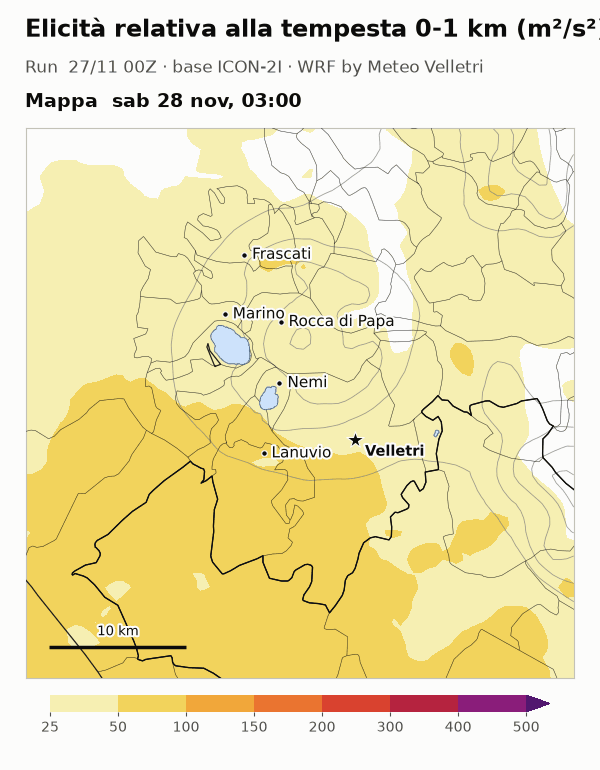 Elicità relativa alla tempesta 0-1 km (m²/s²)
Run 27/11 00Z · base ICON-2I · WRF by Meteo Velletri
Mappa sab 28 nov, 03:00
Frascati
Marino
Rocca di Papa
Nemi
Lanuvio
Velletri
10 km
25 50 100 150 200 300 400 500